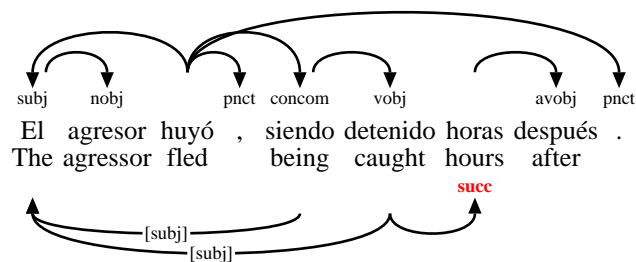 subj nobj pnct concom vobj avobj pnct
El agresor huyó , siendo detenido horas después .
The agressor fled being caught hours after
succ
[subj]
[subj]